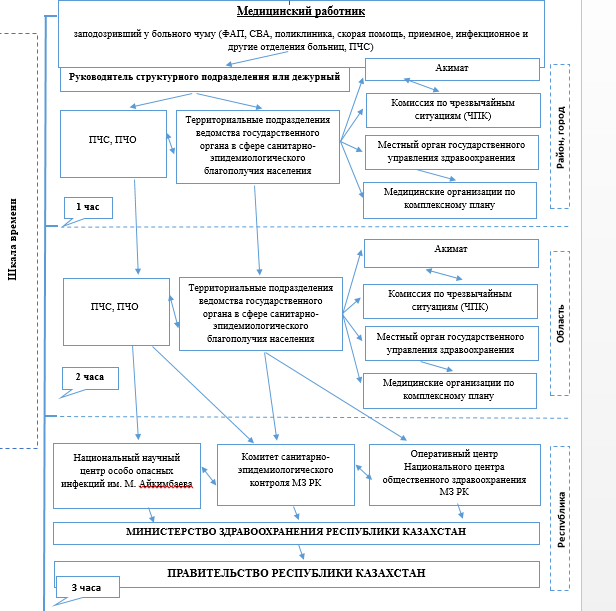 Медицинский работник
заподозривший у больного чуму (ФАП, СВА, поликлиника, скорая помощь, приемное, инфекционное и
другие отделения больниц, ПЧС)
Руководитель структурного подразделения или дежурный
ПЧС, ПЧО
Территориальные подразделения
ведомства государственного
органа в сфере санитарно-
эпидемиологического
благополучия населения
Акимат
Комиссия по чрезвычайным
ситуациям (ЧПК)
Местный орган государственного
управления здравоохранения
Медицинские организации по
комплексному плану
Район, город
1 час
Шкала времени
ПЧС, ПЧО
Территориальные подразделения
ведомства государственного
органа в сфере санитарно-
эпидемиологического
благополучия населения
Акимат
Комиссия по чрезвычайным
ситуациям (ЧПК)
Местный орган государственного
управления здравоохранения
Медицинские организации по
комплексному плану
Область
2 часа
Национальный научный
центр особо опасных
инфекций им. М. Айкимбаева
Комитет санитарно-
эпидемиологического
контроля МЗ РК
Оперативный центр
Национального центра
общественного здравоохранения
МЗ РК
Республика
МИНИСТЕРСТВО ЗДРАВООХРАНЕНИЯ РЕСПУБЛИКИ КАЗАХСТАН
ПРАВИТЕЛЬСТВО РЕСПУБЛИКИ КАЗАХСТАН
3 часа